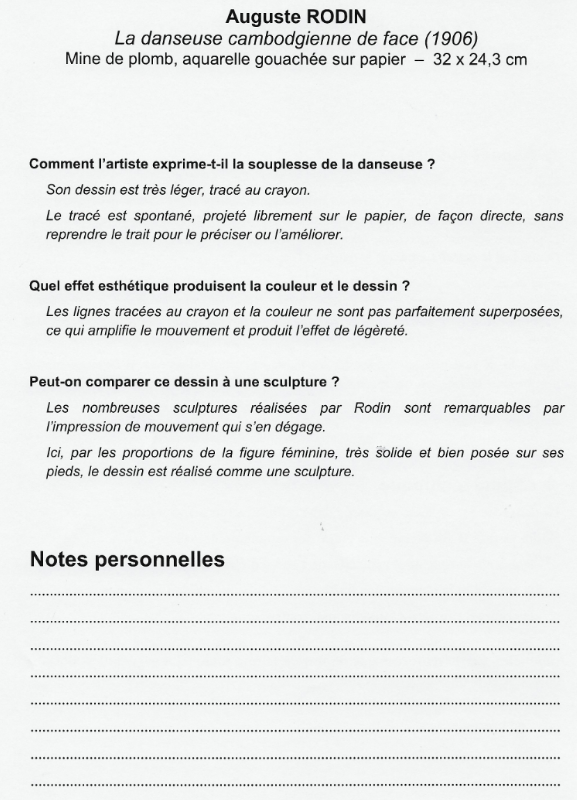 Auguste RODIN
La danseuse cambodgienne de face (1906)
Mine de plomb, aquarelle gouachée sur papier – 32 x 24,3 cm
Comment l'artiste exprime-t-il la souplesse de la danseuse ?
Son dessin est très léger, tracé au crayon.
Le tracé est spontané, projeté librement sur le papier, de façon directe, sans
reprendre le trait pour le préciser ou l'améliorer.
Quel effet esthétique produisent la couleur et le dessin ?
Les lignes tracées au crayon et la couleur ne sont pas parfaitement superposées,
ce qui amplifie le mouvement et produit l'effet de légèreté.
Peut-on comparer ce dessin à une sculpture ?
Les nombreuses sculptures réalisées par Rodin sont remarquables par
l'impression de mouvement qui s'en dégage.
Ici, par les proportions de la figure féminine, très solide et bien posée sur ses
pieds, le dessin est réalisé comme une sculpture.
Notes personnelles